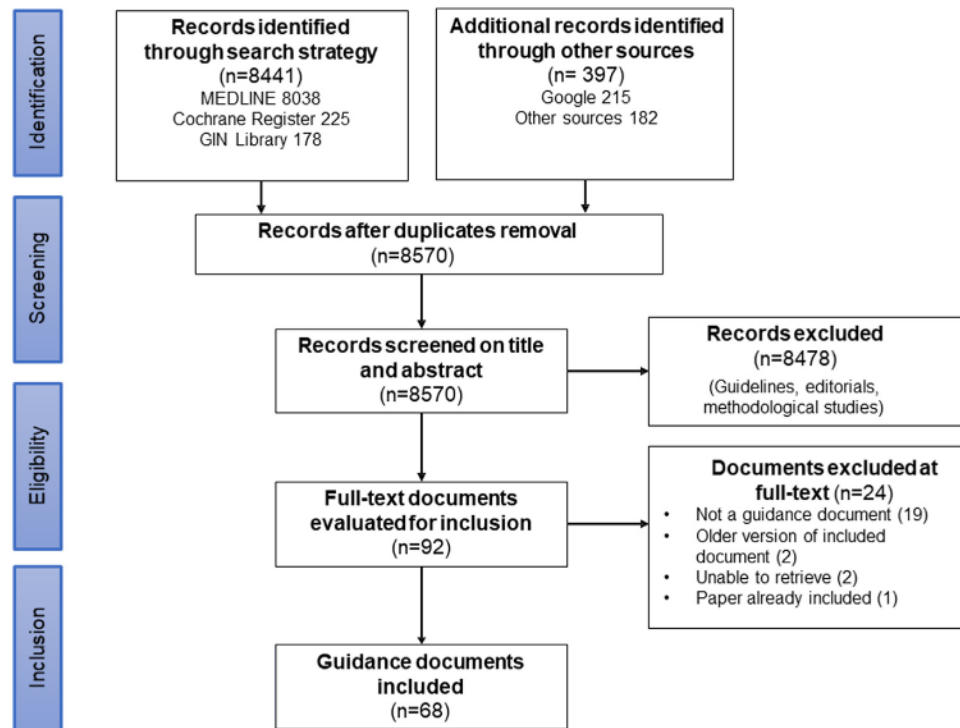 Identification
Records identified
through search strategy
(n=8441)
MEDLINE 8038
Cochrane Register 225
GIN Library 178
Additional records identified
through other sources
(n= 397)
Google 215
Other sources 182
Screening
Records after duplicates removal
(n=8570)
Records screened on title
and abstract
(n=8570)
Records excluded
(n=8478)
(Guidelines, editorials,
methodological studies)
Eligibility
Full-text documents
evaluated for inclusion
(n=92)
Documents excluded at
full-text (n=24)
• Not a guidance document (19)
• Older version of included
document (2)
• Unable to retrieve (2)
• Paper already included (1)
Inclusion
Guidance documents
included
(n=68)